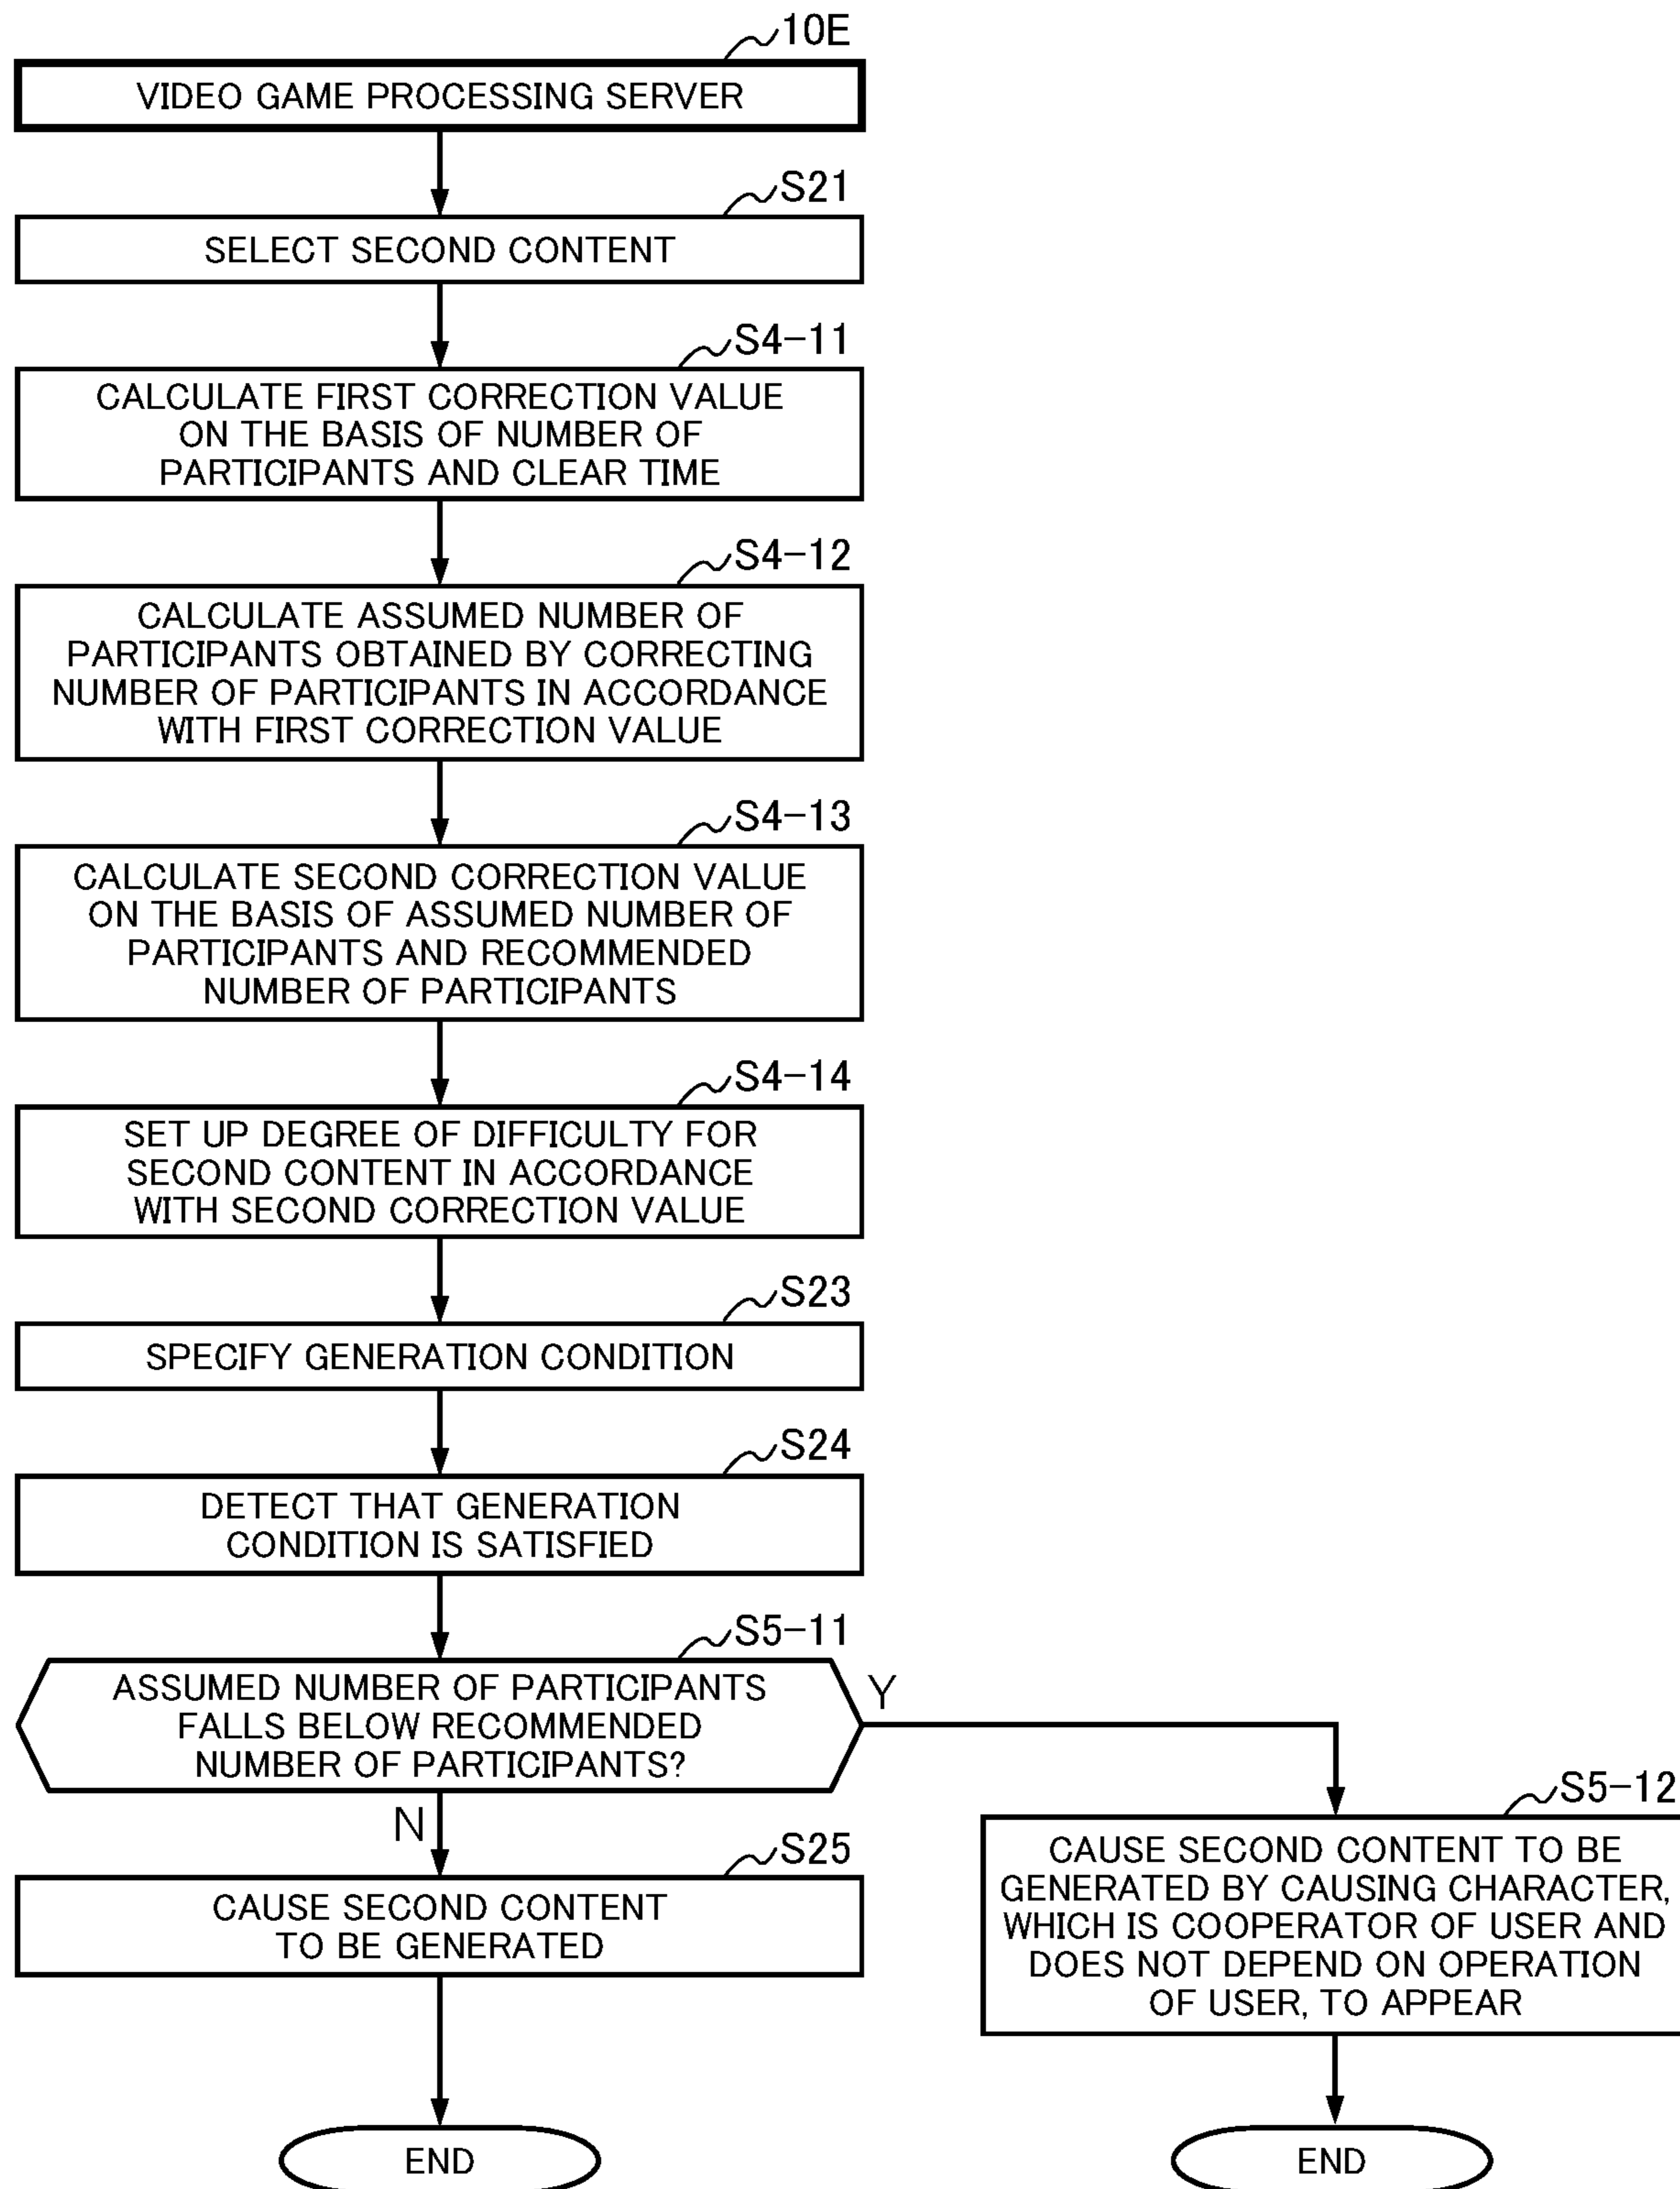 10E
VIDEO GAME PROCESSING SERVER
S21
SELECT SECOND CONTENT
S4-11
CALCULATE FIRST CORRECTION VALUE
ON THE BASIS OF NUMBER OF
PARTICIPANTS AND CLEAR TIME
S4-12
CALCULATE ASSUMED NUMBER OF
PARTICIPANTS OBTAINED BY CORRECTING
NUMBER OF PARTICIPANTS IN ACCORDANCE
WITH FIRST CORRECTION VALUE
S4-13
CALCULATE SECOND CORRECTION VALUE
ON THE BASIS OF ASSUMED NUMBER OF
PARTICIPANTS AND RECOMMENDED
NUMBER OF PARTICIPANTS
S4-14
SET UP DEGREE OF DIFFICULTY FOR
SECOND CONTENT IN ACCORDANCE
WITH SECOND CORRECTION VALUE
S23
SPECIFY GENERATION CONDITION
S24
DETECT THAT GENERATION
CONDITION IS SATISFIED
S5-11
ASSUMED NUMBER OF PARTICIPANTS
FALLS BELOW RECOMMENDED
NUMBER OF PARTICIPANTS?
Y
N
S25
CAUSE SECOND CONTENT
TO BE GENERATED
END
S5-12
CAUSE SECOND CONTENT TO BE
GENERATED BY CAUSING CHARACTER,
WHICH IS COOPERATOR OF USER AND
DOES NOT DEPEND ON OPERATION
OF USER, TO APPEAR
END